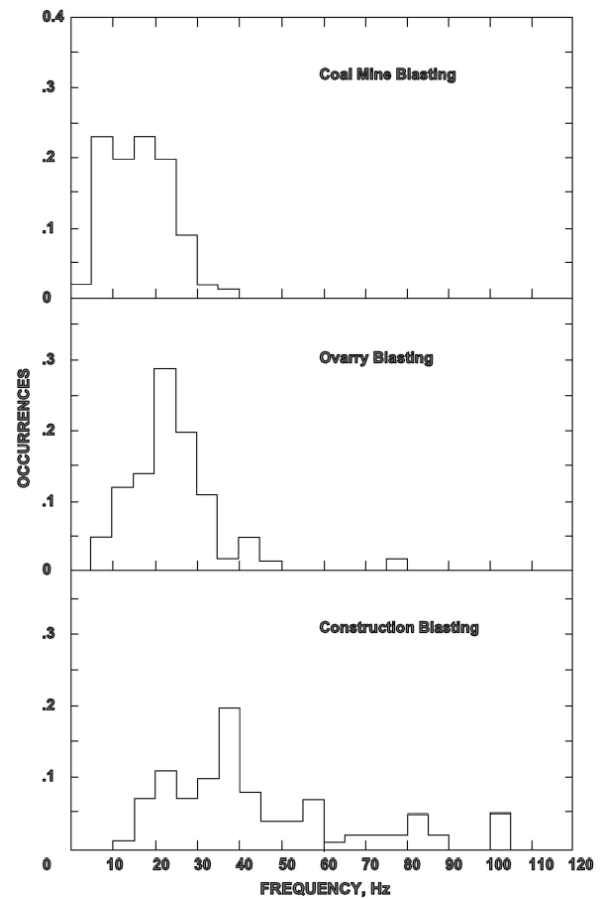 0.4
Coal Mine Blasting
.3
.2
.1
0
Ovarry Blasting
.3
.2
.1
0
OCCURRENCES
Construction Blasting
.3
.2
.1
0 10 20 30 40 50 60 70 80 90 100 110 120
FREQUENCY, Hz